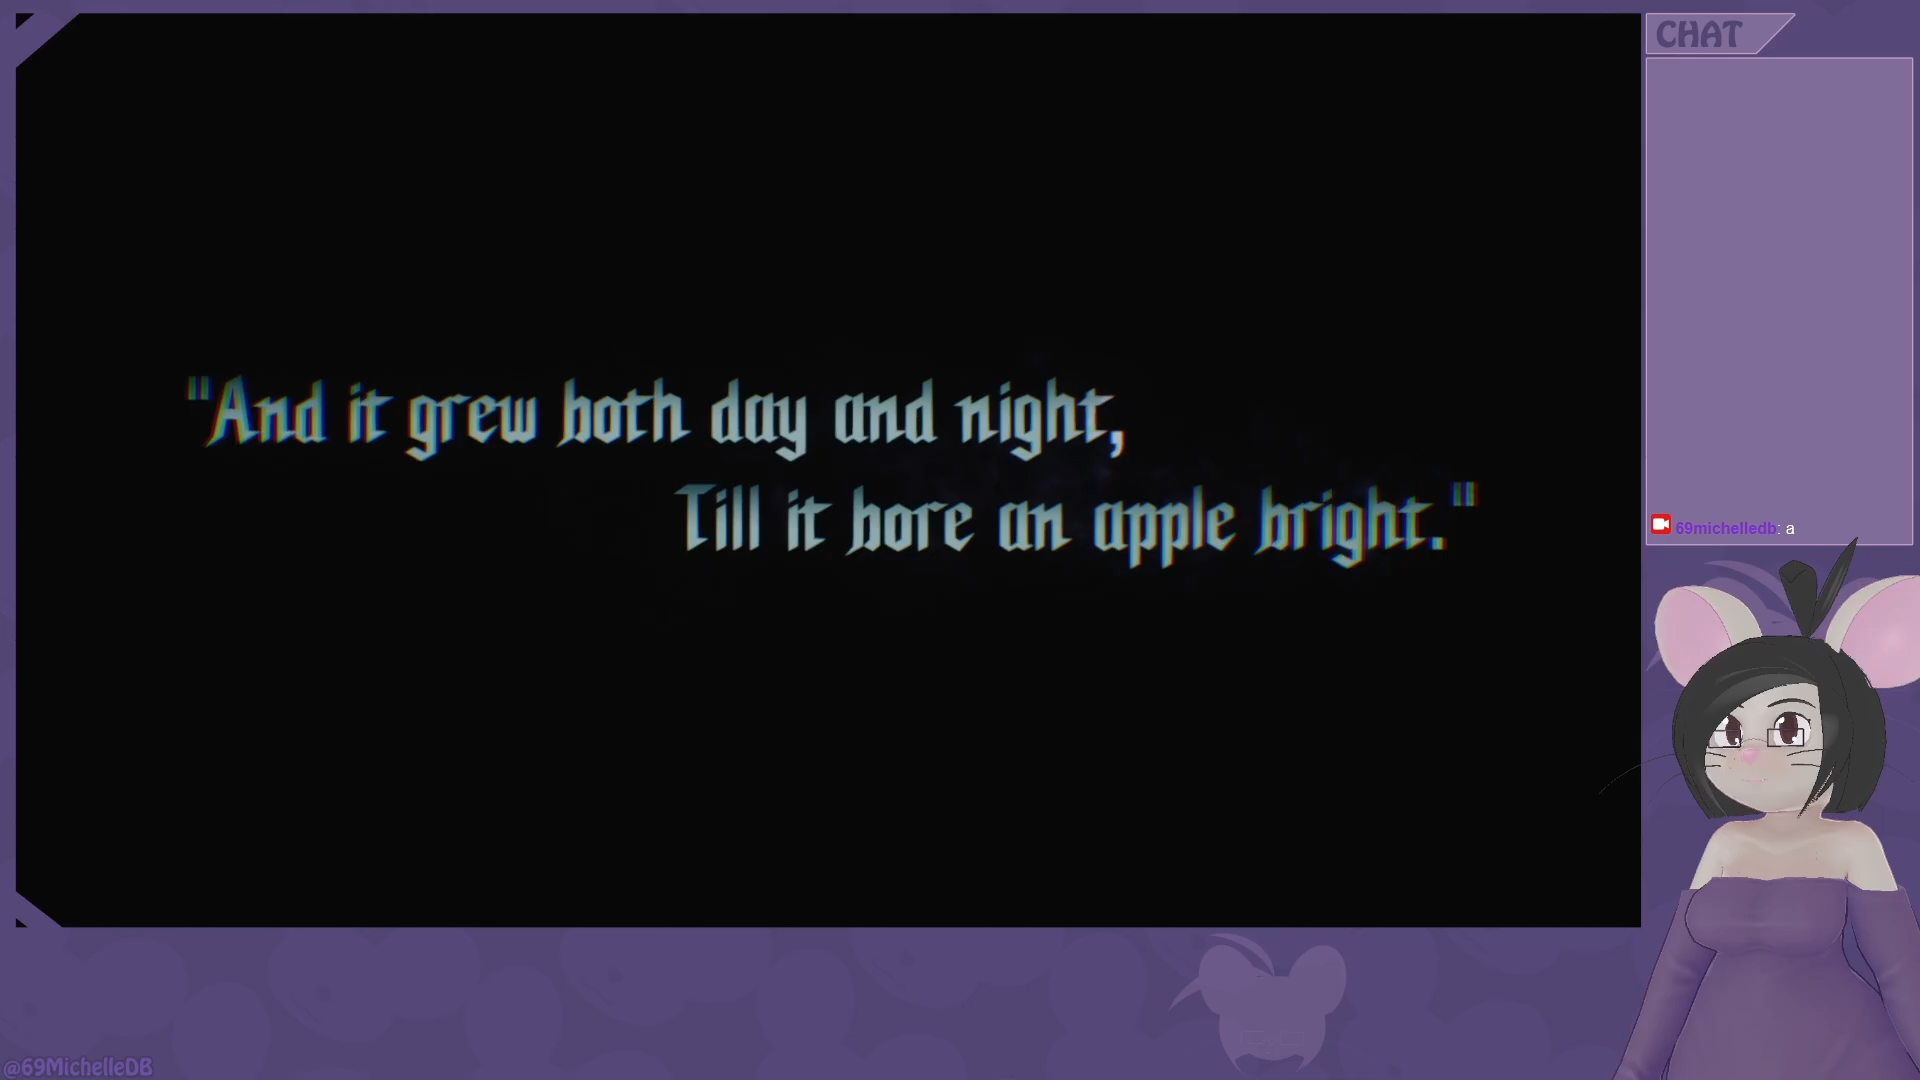 CHAT
"And it grew both day and night,
Till it bore an apple bright."
69michelledb: a
@69MichelleDB